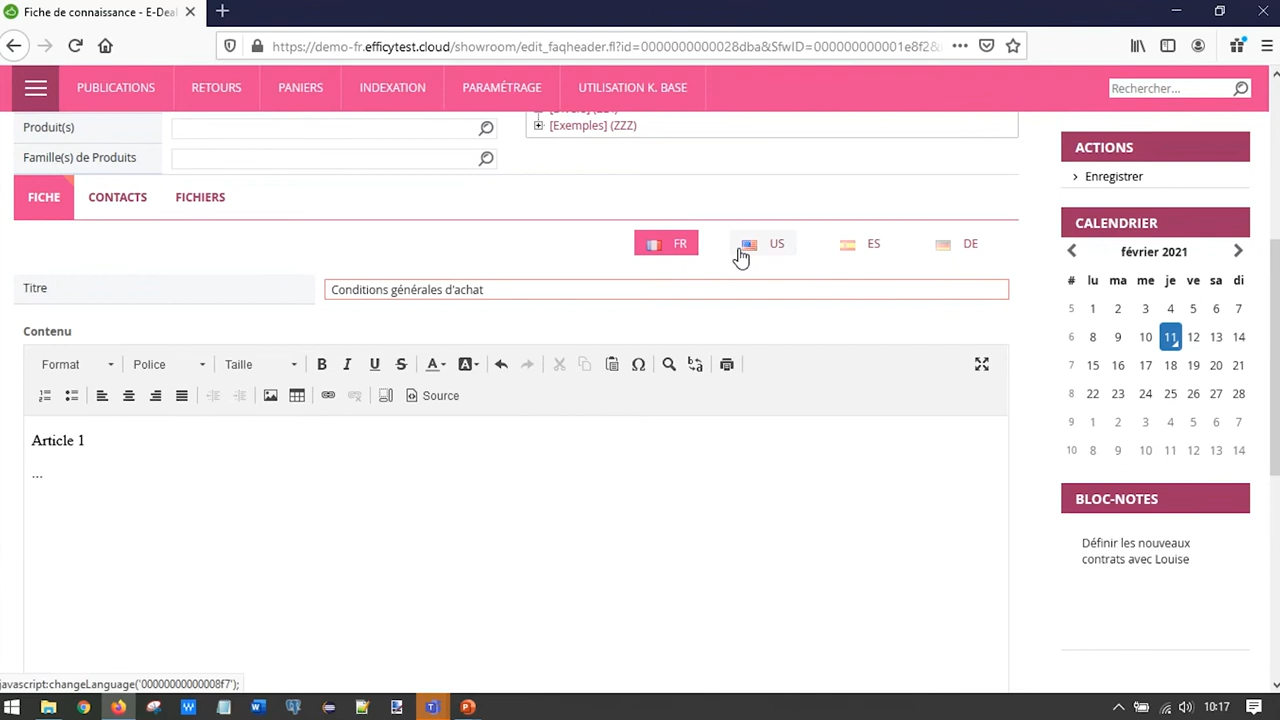 Fiche de connaissance - E-Deal
https://demo-fr.efficytest.cloud/showroom/edit_faqheader.fl?id=0000000000028dba&SfwID=000000000001e8f2&
PUBLICATIONS RETOURS PANIERS INDEXATION PARAMÉTRAGE UTILISATION K. BASE Rechercher...
[Exemples] (ZZZ)
Produit(s)
Famille(s) de Produits
FICHE CONTACTS FICHIERS
FR US ES DE
Titre Conditions générales d'achat
Contenu
Format Police Taille B I U S A A
Source
Article 1
...
ACTIONS
Enregistrer
CALENDRIER
février 2021
# lu ma me je ve sa di
5 1 2 3 4 5 6 7
6 8 9 10 11 12 13 14
7 15 16 17 18 19 20 21
8 22 23 24 25 26 27 28
9 1 2 3 4 5 6 7
10 8 9 10 11 12 13 14
BLOC-NOTES
Définir les nouveaux
contrats avec Louise
javascript:changeLanguage('00000000000008f7');
10:17